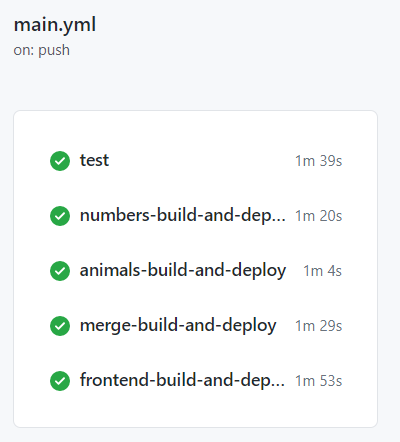 main.yml
on: push
test 1m 39s
numbers-build-and-dep... 1m 20s
animals-build-and-deploy 1m 4s
merge-build-and-deploy 1m 29s
frontend-build-and-dep... 1m 53s